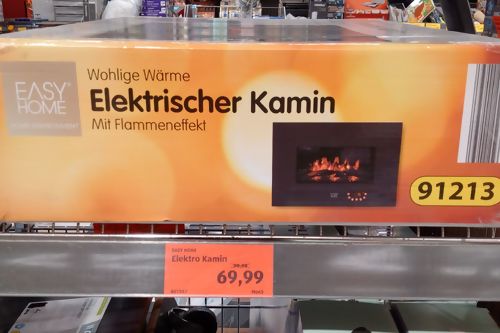 EASY
HOME
Wohlige Wärme
Elektrischer Kamin
Mit Flammeneffekt
91213
EASY HOME
Elektro Kamin
69,99